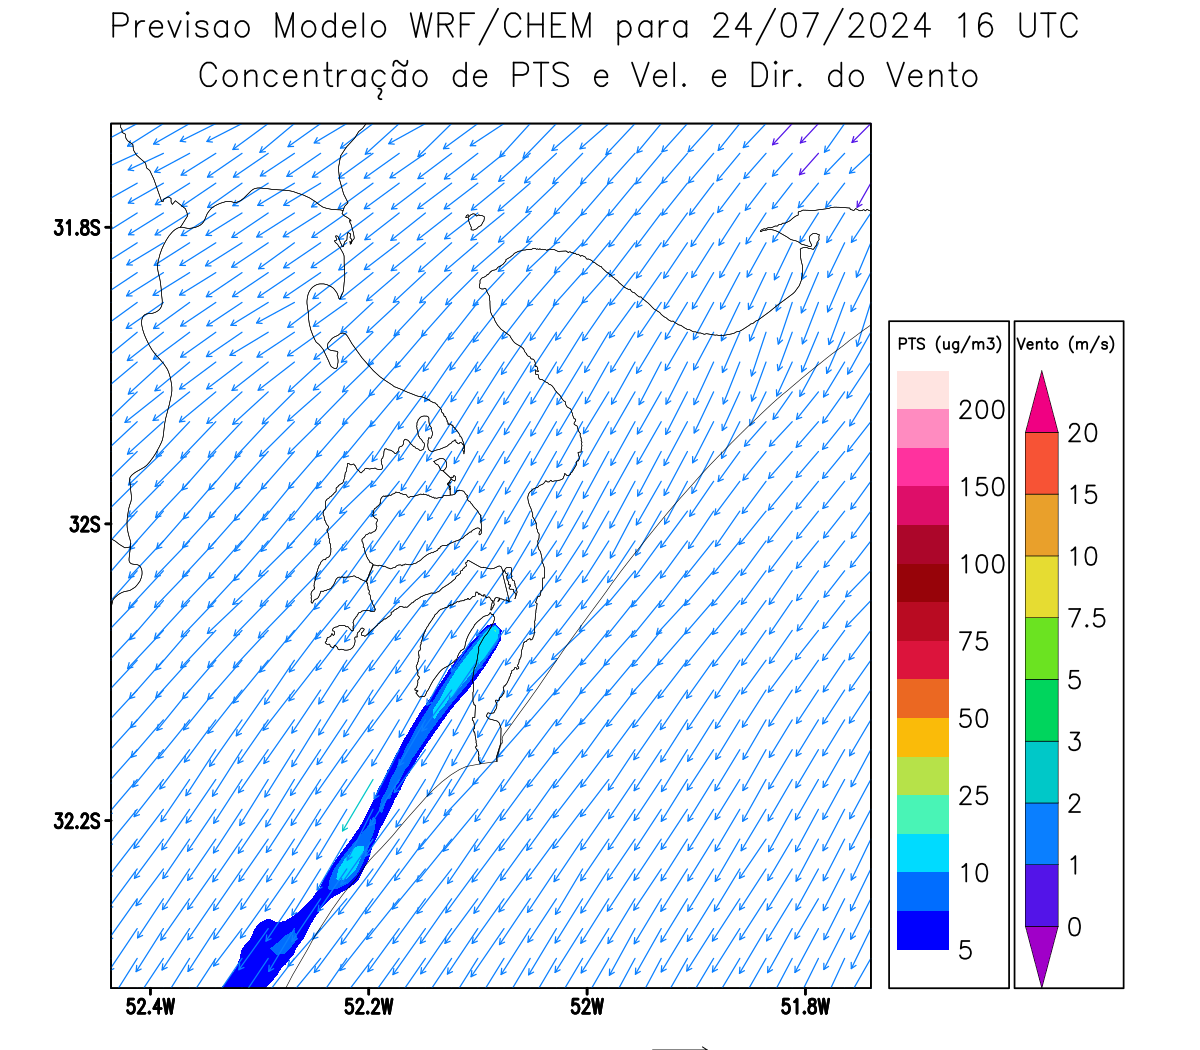 Previsao Modelo WRF/CHEM para 24/07/2024 16 UTC
Concentração de PTS e Vel. e Dir. do Vento
31.8S
32S
32.2S
52.4W
52.2W
52W
51.8W
PTS (ug/m3)
200
150
100
75
50
25
10
5
Vento (m/s)
20
15
10
7.5
5
3
2
1
0